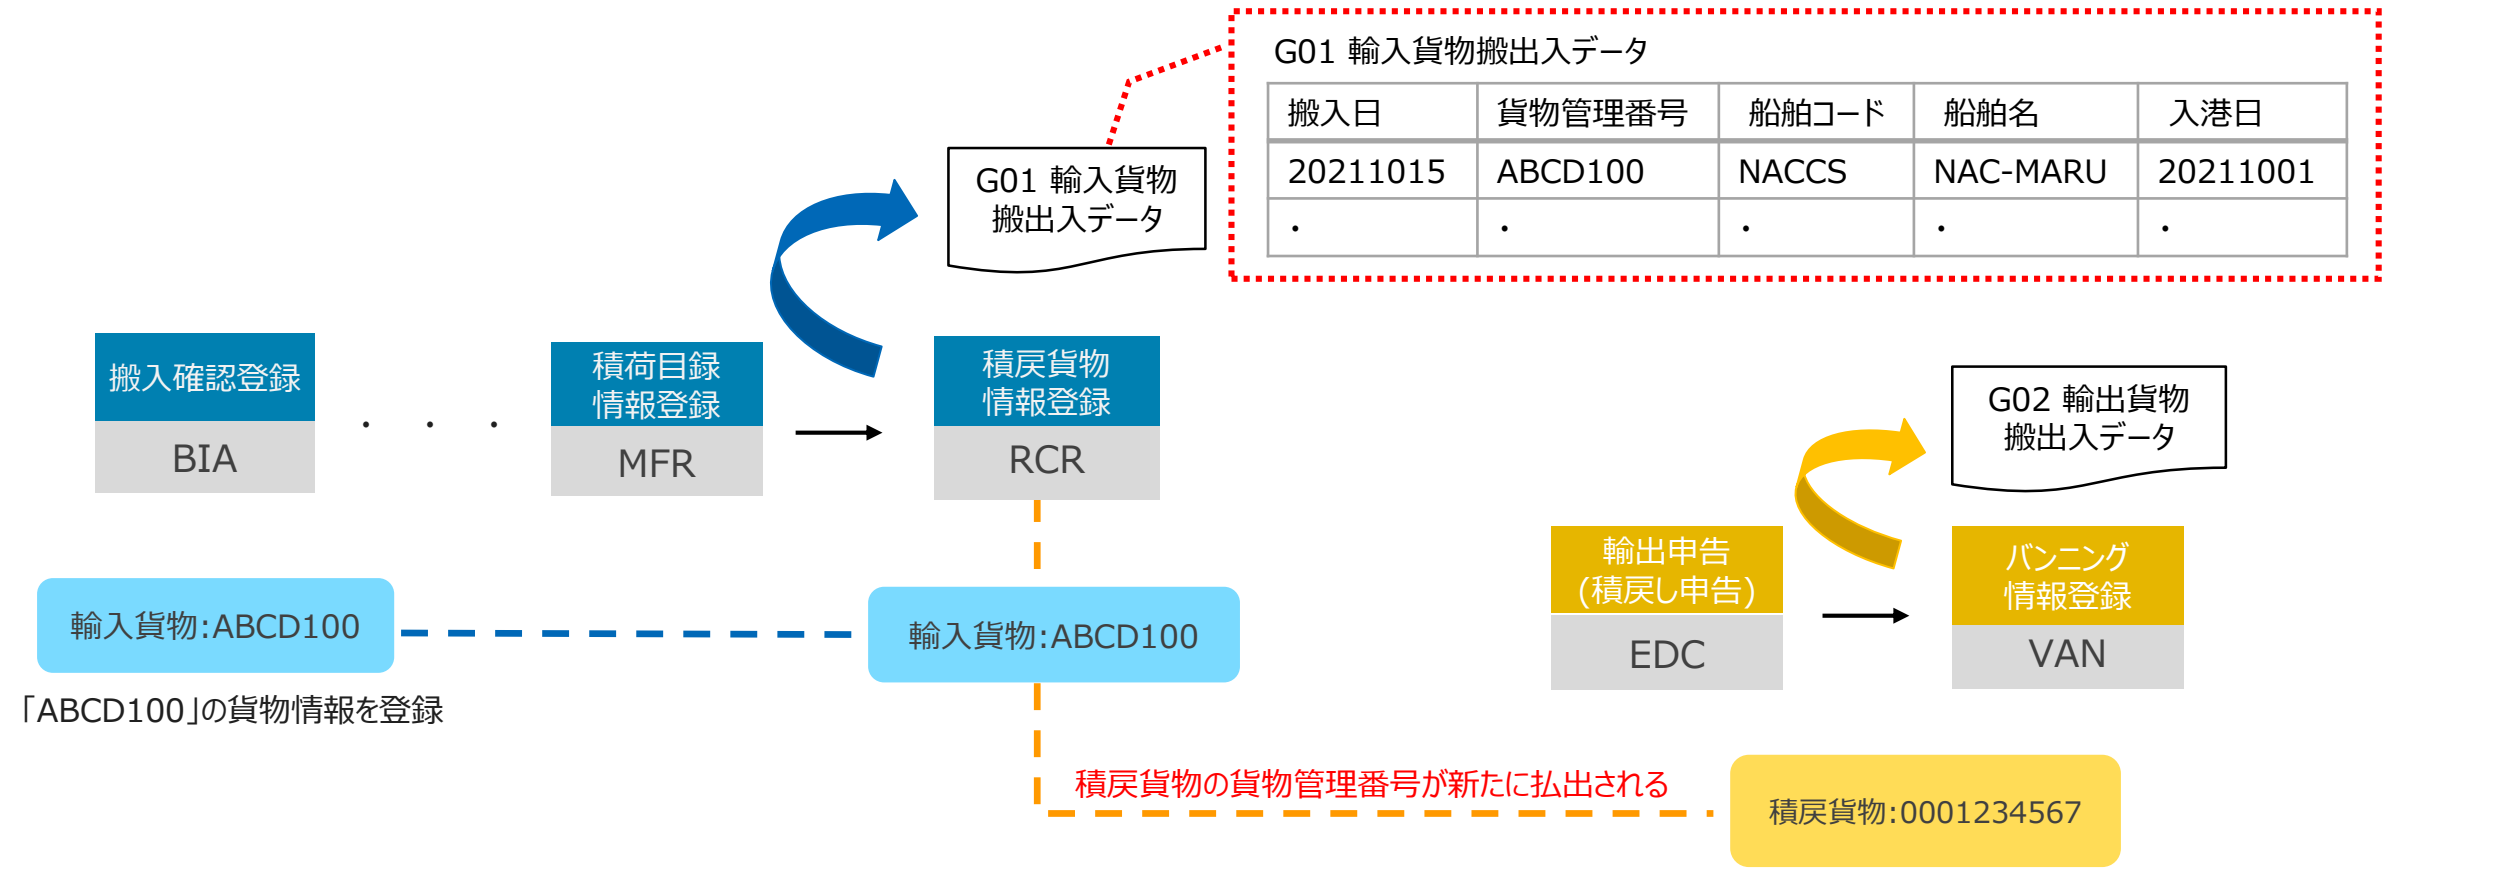 G01 輸入貨物搬出入データ
搬入日 貨物管理番号 船舶コード 船舶名 入港日
20211015 ABCD100 NACCS NAC-MARU 20211001
・ ・ ・ ・ ・
G01 輸入貨物
搬出入データ
搬入確認登録
BIA
・ ・ ・
積荷目録
情報登録
MFR
積戻貨物
情報登録
RCR
G02 輸出貨物
搬出入データ
輸出申告
(積戻し申告)
EDC
バンニング
情報登録
VAN
輸入貨物:ABCD100
輸入貨物:ABCD100
「ABCD100」の貨物情報を登録
積戻貨物の貨物管理番号が新たに払出される
積戻貨物:0001234567